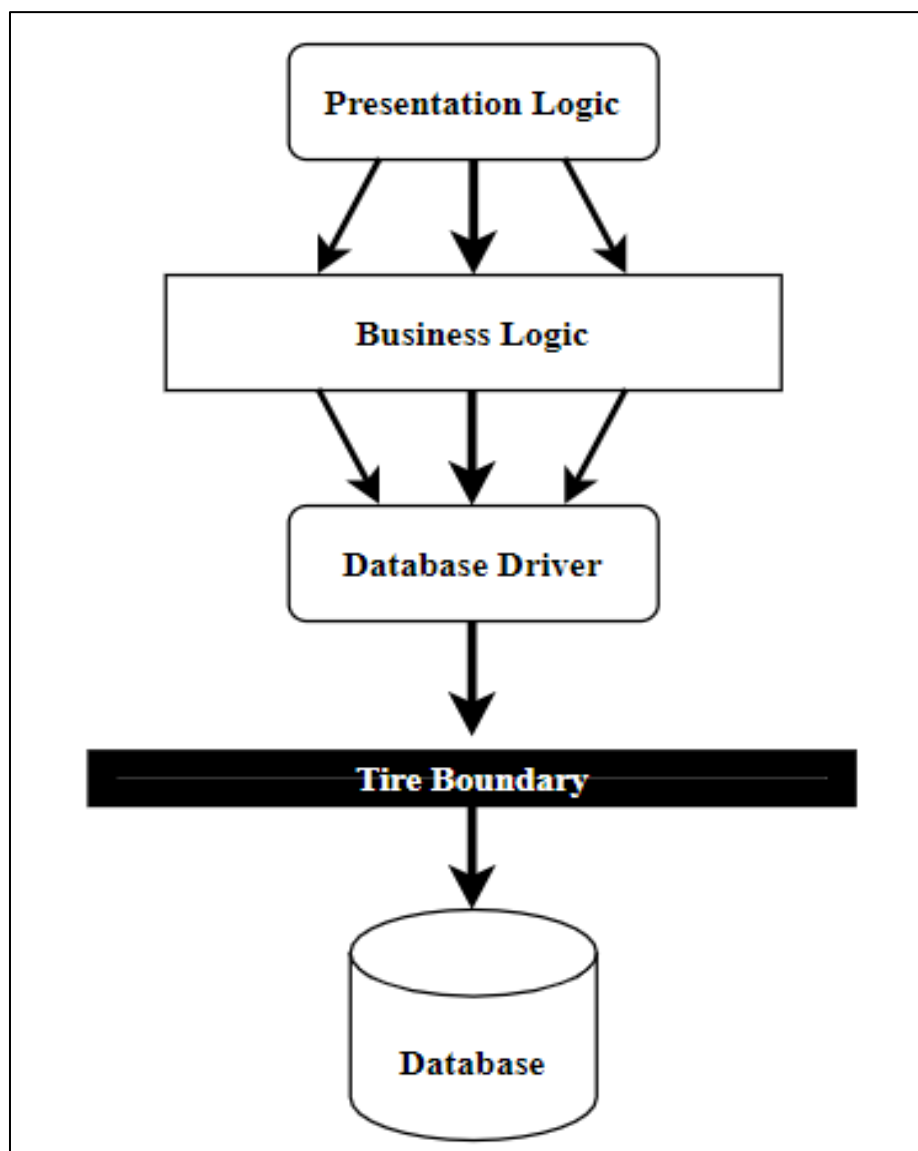 Presentation Logic
Business Logic
Database Driver
Tire Boundary
Database